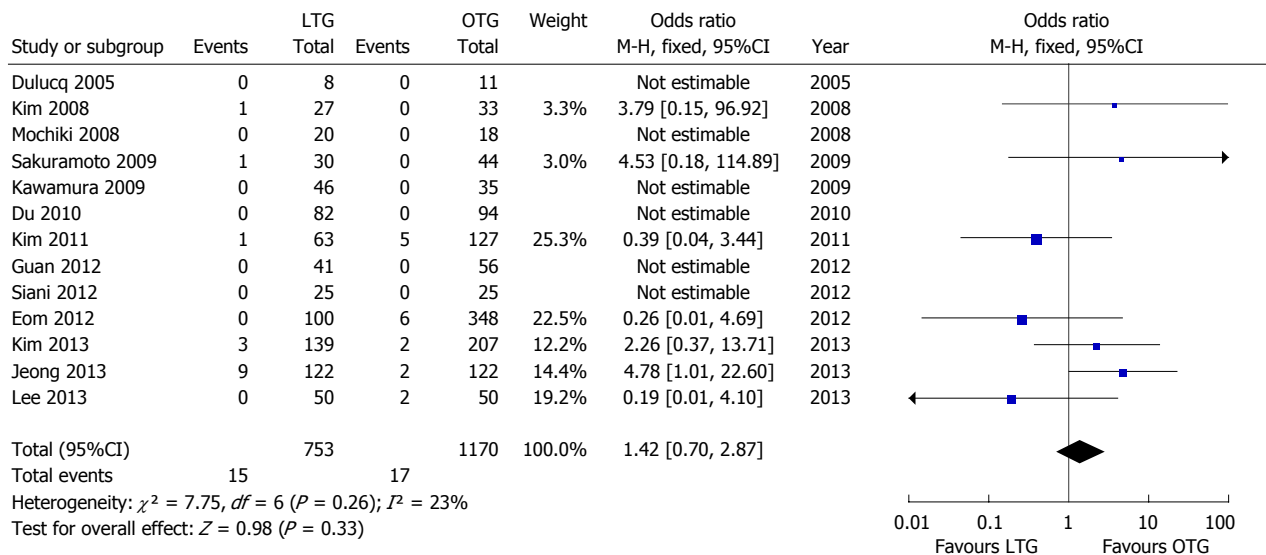 LTG OTG Weight Odds ratio Odds ratio
Study or subgroup Events Total Events Total M-H, fixed, 95%CI Year M-H, fixed, 95%CI
Dulucq 2005 0 8 0 11 Not estimable 2005
Kim 2008 1 27 0 33 3.3% 3.79 [0.15, 96.92] 2008
Mochiki 2008 0 20 0 18 Not estimable 2008
Sakuramoto 2009 1 30 0 44 3.0% 4.53 [0.18, 114.89] 2009
Kawamura 2009 0 46 0 35 Not estimable 2009
Du 2010 0 82 0 94 Not estimable 2010
Kim 2011 1 63 5 127 25.3% 0.39 [0.04, 3.44] 2011
Guan 2012 0 41 0 56 Not estimable 2012
Siani 2012 0 25 0 25 Not estimable 2012
Eom 2012 0 100 6 348 22.5% 0.26 [0.01, 4.69] 2012
Kim 2013 3 139 2 207 12.2% 2.26 [0.37, 13.71] 2013
Jeong 2013 9 122 2 122 14.4% 4.78 [1.01, 22.60] 2013
Lee 2013 0 50 2 50 19.2% 0.19 [0.01, 4.10] 2013
Total (95%CI) 753 1170 100.0% 1.42 [0.70, 2.87]
Total events 15 17
Heterogeneity: χ² = 7.75, df = 6 (P = 0.26); I² = 23%
Test for overall effect: Z = 0.98 (P = 0.33)
0.01 0.1 1 10 100
Favours LTG Favours OTG